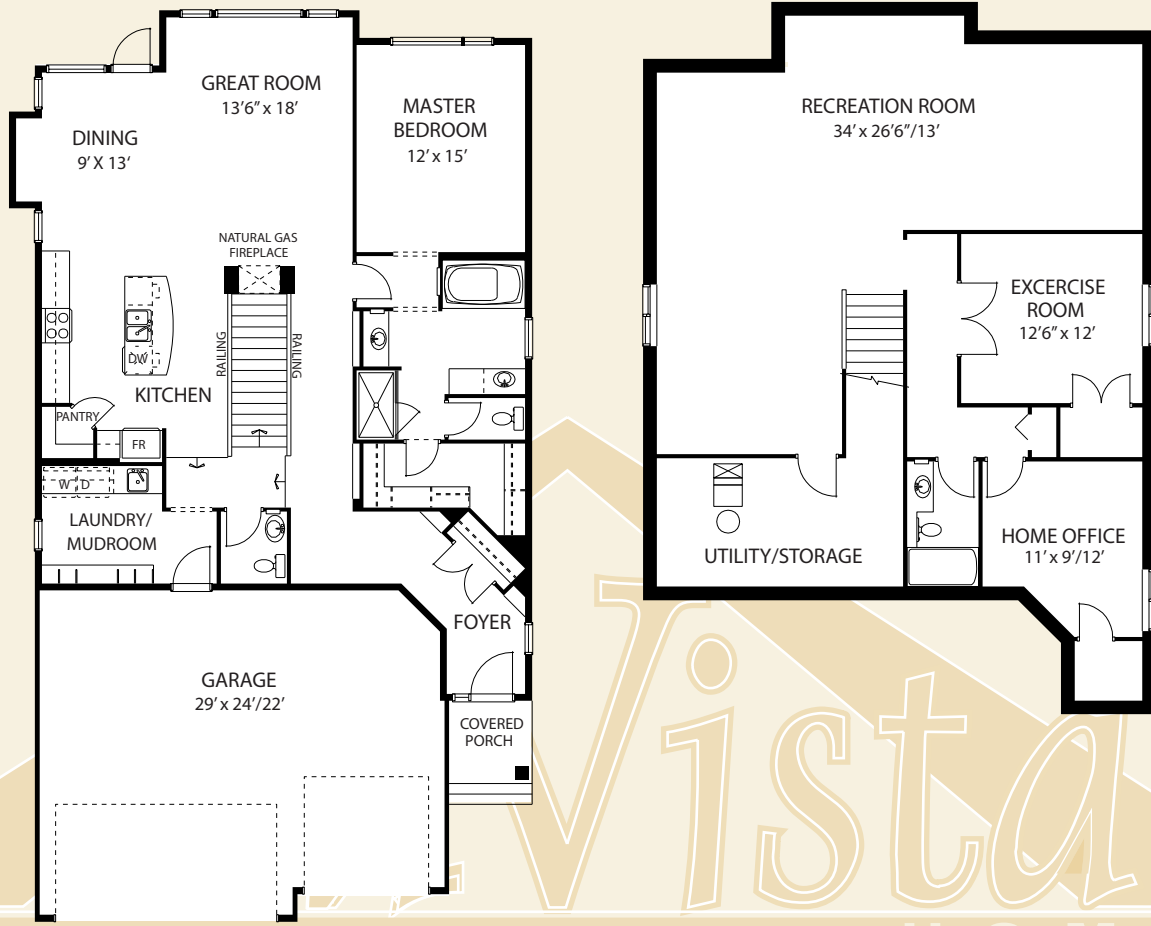 GREAT ROOM
13'6" x 18'
MASTER
BEDROOM
12' x 15'
DINING
9' X 13'
NATURAL GAS
FIREPLACE
RAILING
RAILING
DW
KITCHEN
PANTRY
FR
W D
LAUNDRY/
MUDROOM
FOYER
GARAGE
29' x 24'/22'
COVERED
PORCH
RECREATION ROOM
34' x 26'6"/13'
EXCERCISE
ROOM
12'6" x 12'
UTILITY/STORAGE
HOME OFFICE
11' x 9'/12'
Vista